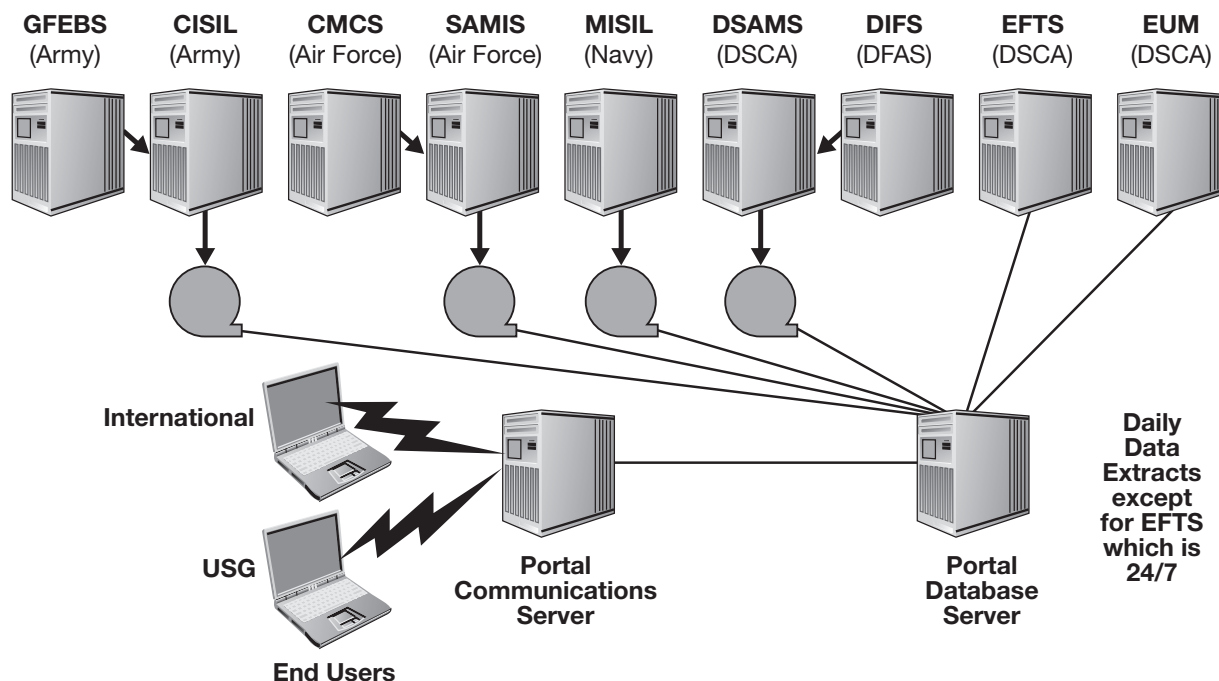 GFEBS
(Army)
CISIL
(Army)
CMCS
(Air Force)
SAMIS
(Air Force)
MISIL
(Navy)
DSAMS
(DSCA)
DIFS
(DFAS)
EFTS
(DSCA)
EUM
(DSCA)
International
USG
End Users
Portal
Communications
Server
Portal
Database
Server
Daily
Data
Extracts
except
for EFTS
which is
24/7